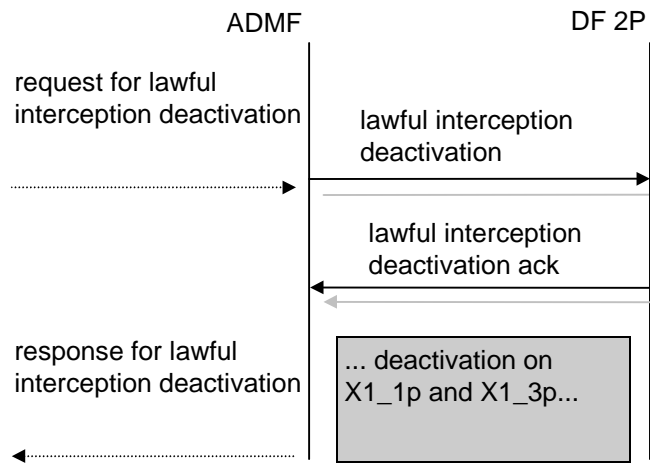 ADMF
DF 2P
request for lawful
interception deactivation
lawful interception
deactivation
lawful interception
deactivation ack
response for lawful
interception deactivation
... deactivation on
X1_1p and X1_3p...